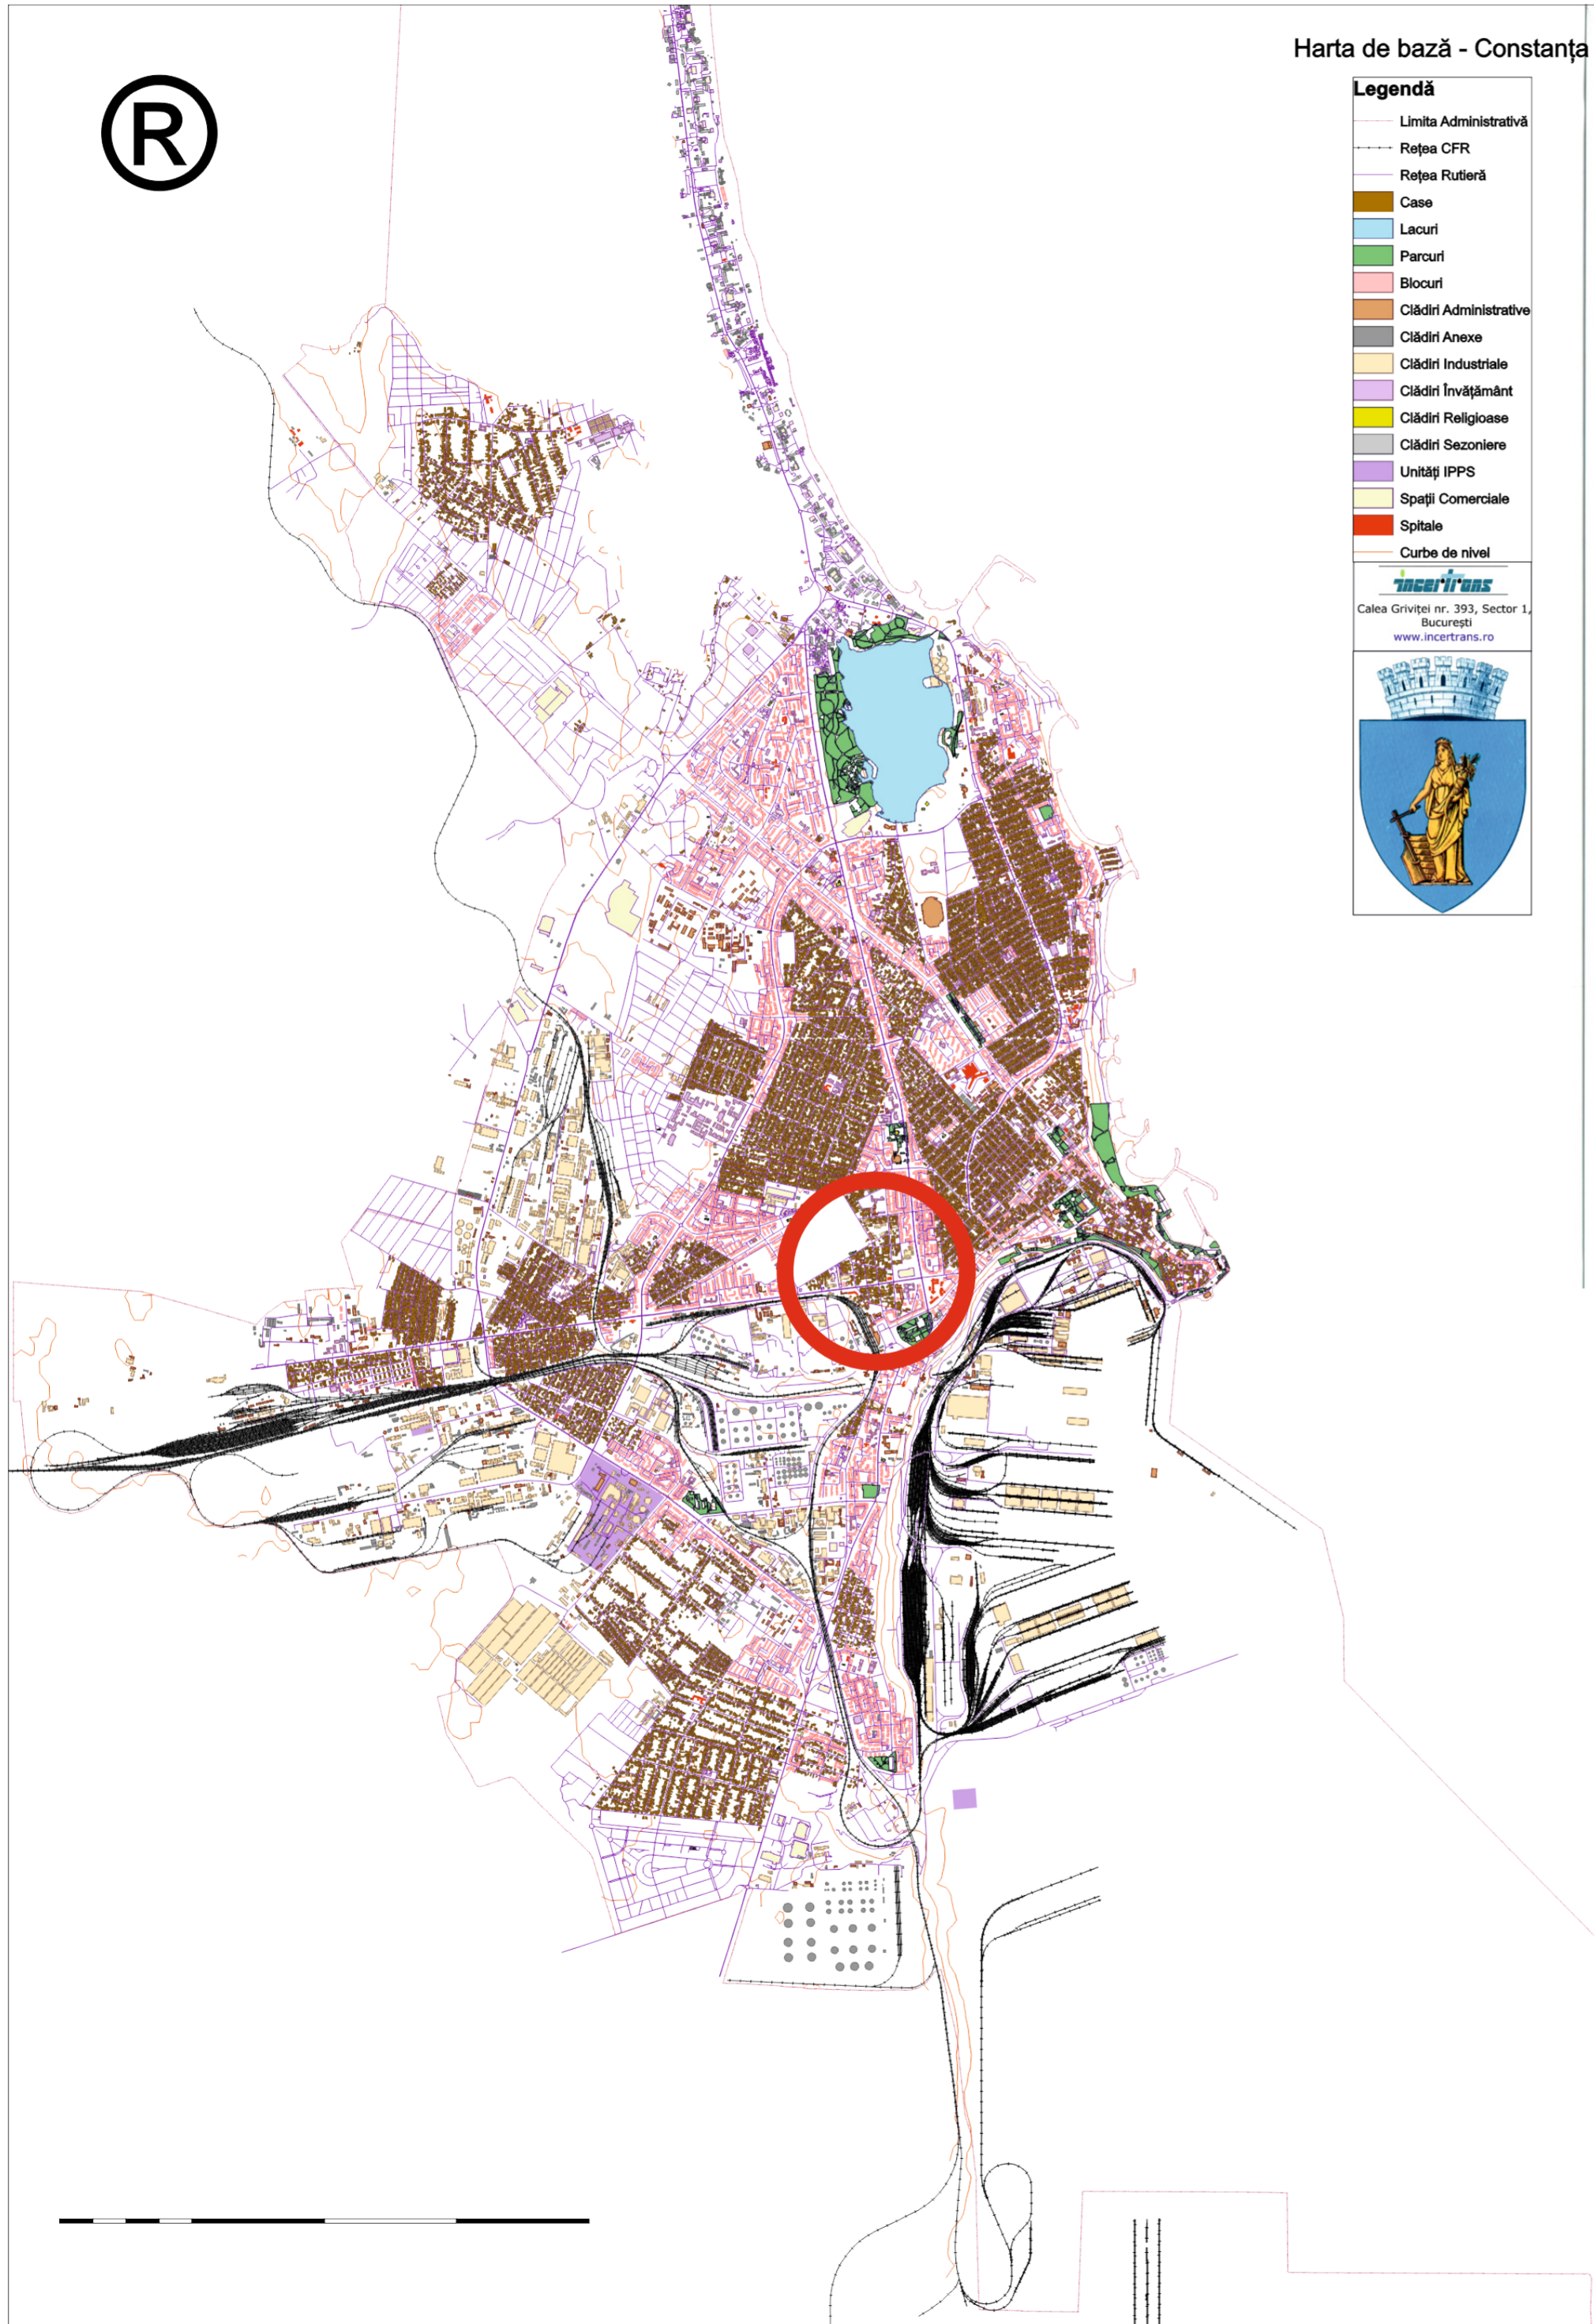 Harta de bază - Constanța
®
Legendă
Limita Administrativă
Rețea CFR
Rețea Rutieră
Case
Lacuri
Parcuri
Blocuri
Clădiri Administrative
Clădiri Anexe
Clădiri Industriale
Clădiri Învățământ
Clădiri Religioase
Clădiri Sezoniere
Unități IPPS
Spații Comerciale
Spitale
Curbe de nivel
incertrans
Calea Griviței nr. 393, Sector 1,
București
www.incertrans.ro